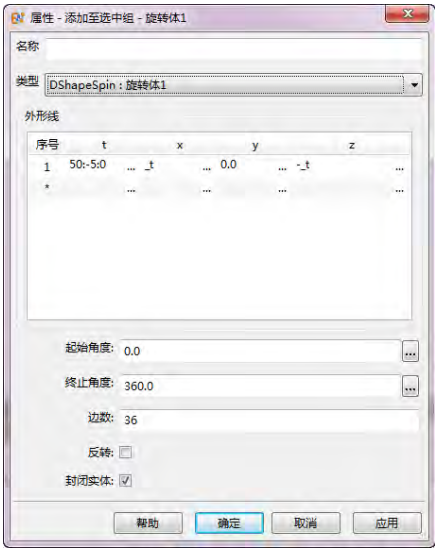 属性 - 添加至选中组 - 旋转体1
名称
类型 DShapeSpin : 旋转体1
外形线
序号 t x y z
1 50:-5:0 ... _t ... 0.0 ... -_t ...
* ... ... ... ...
起始角度: 0.0 ...
终止角度: 360.0 ...
边数: 36
反转:
封闭实体:
帮助 确定 取消 应用